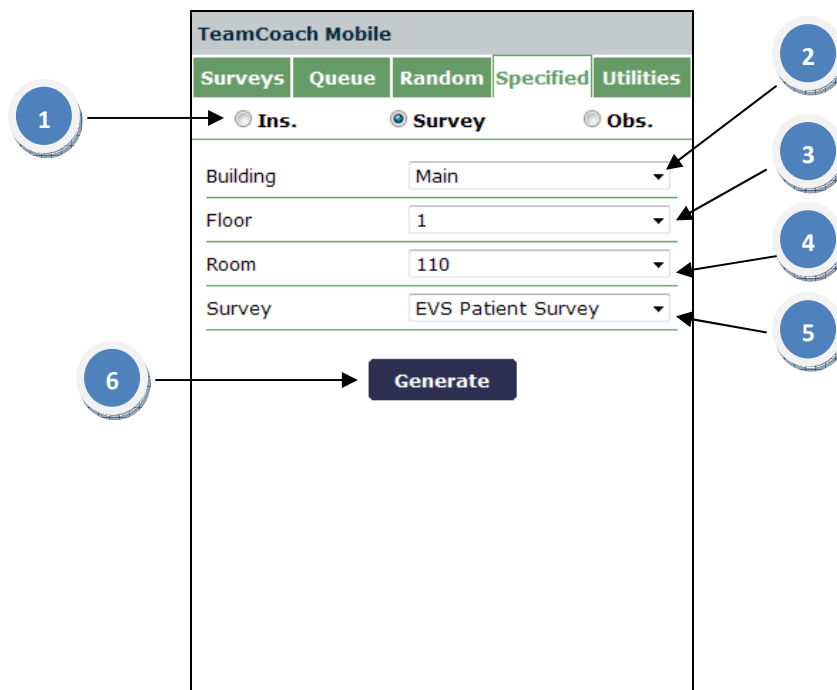 TeamCoach Mobile
Surveys Queue Random Specified Utilities
Ins. Survey Obs.
Building Main
Floor 1
Room 110
Survey EVS Patient Survey
Generate
1
2
3
4
5
6